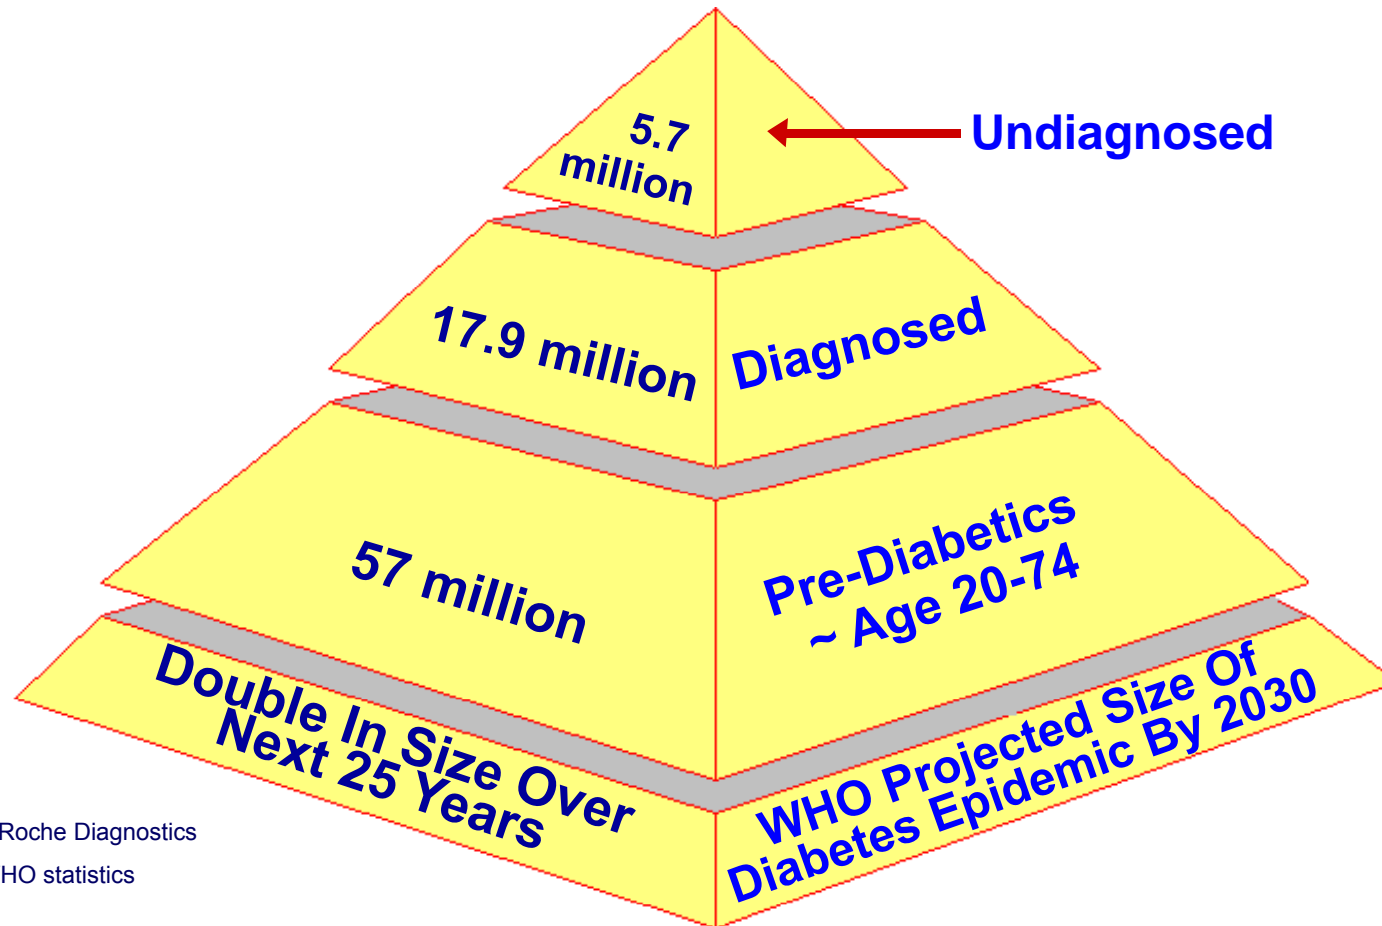 5.7
million
Undiagnosed
17.9 million
Diagnosed
57 million
Pre-Diabetics
~ Age 20-74
Double In Size Over
Next 25 Years
WHO Projected Size Of
Diabetes Epidemic By 2030
Roche Diagnostics
HO statistics